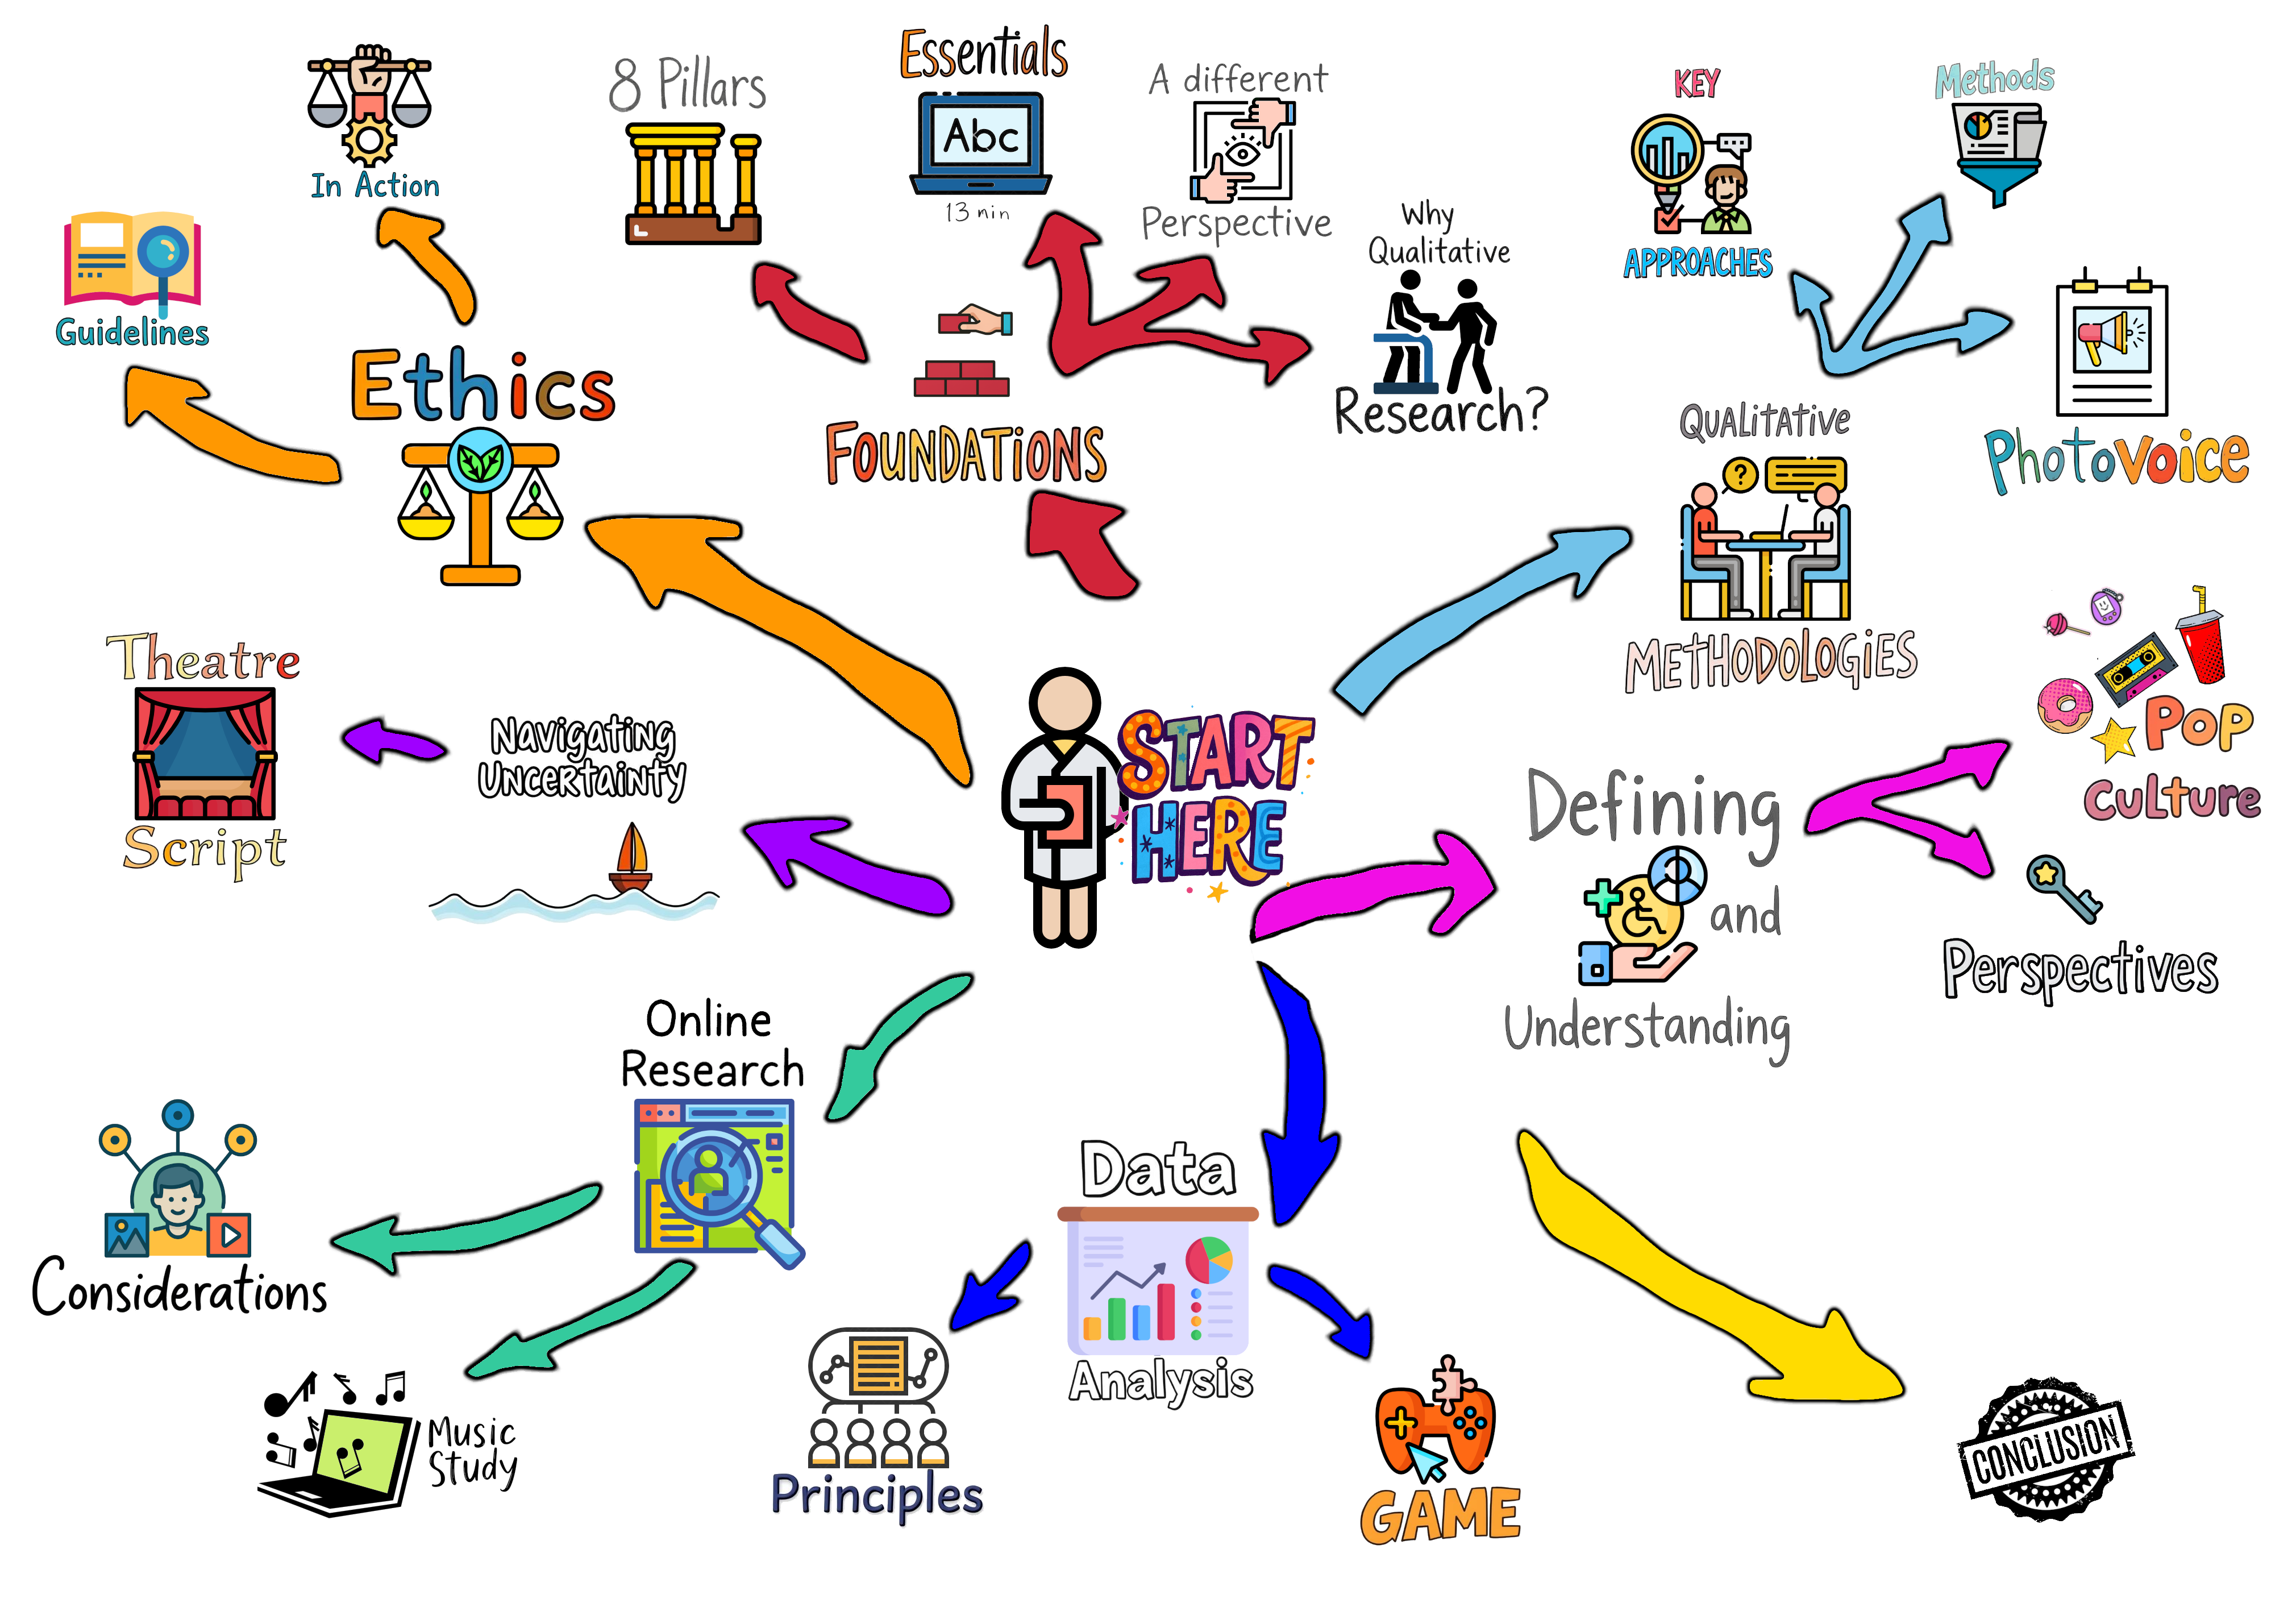 In Action
Guidelines
Ethics
8 Pillars
Essentials
Abc
13 min
A different
Perspective
Why
Qualitative
Research?
FOUNDATIONS
KEY
APPROACHES
Methods
PhotoVoice
QUALITATIVE
?
METHODOLOGIES
Theatre
Script
Navigating
Uncertainty
START
HERE
Defining
and
Understanding
Pop
Culture
Perspectives
Online
Research
Considerations
Music
Study
Data
Analysis
Principles
GAME
CONCLUSION